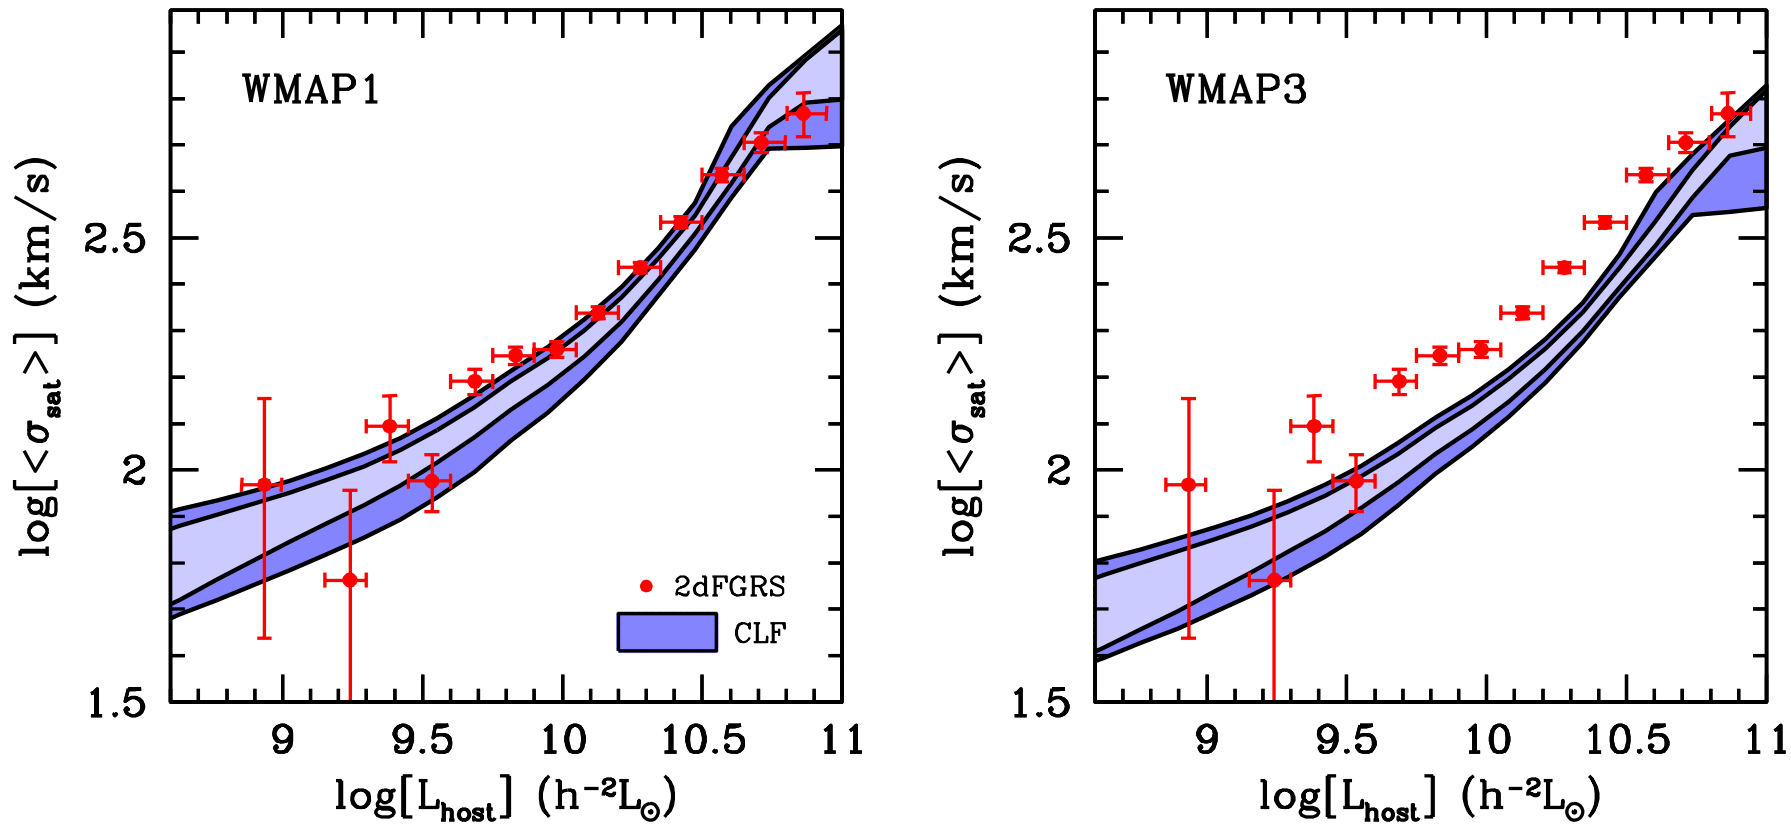 WMAP1
log[<σsat>] (km/s)
2.5
2
1.5
2dFGRS
CLF
9 9.5 10 10.5 11
log[Lhost] (h⁻²L⊙)
WMAP3
log[<σsat>] (km/s)
2.5
2
1.5
9 9.5 10 10.5 11
log[Lhost] (h⁻²L⊙)